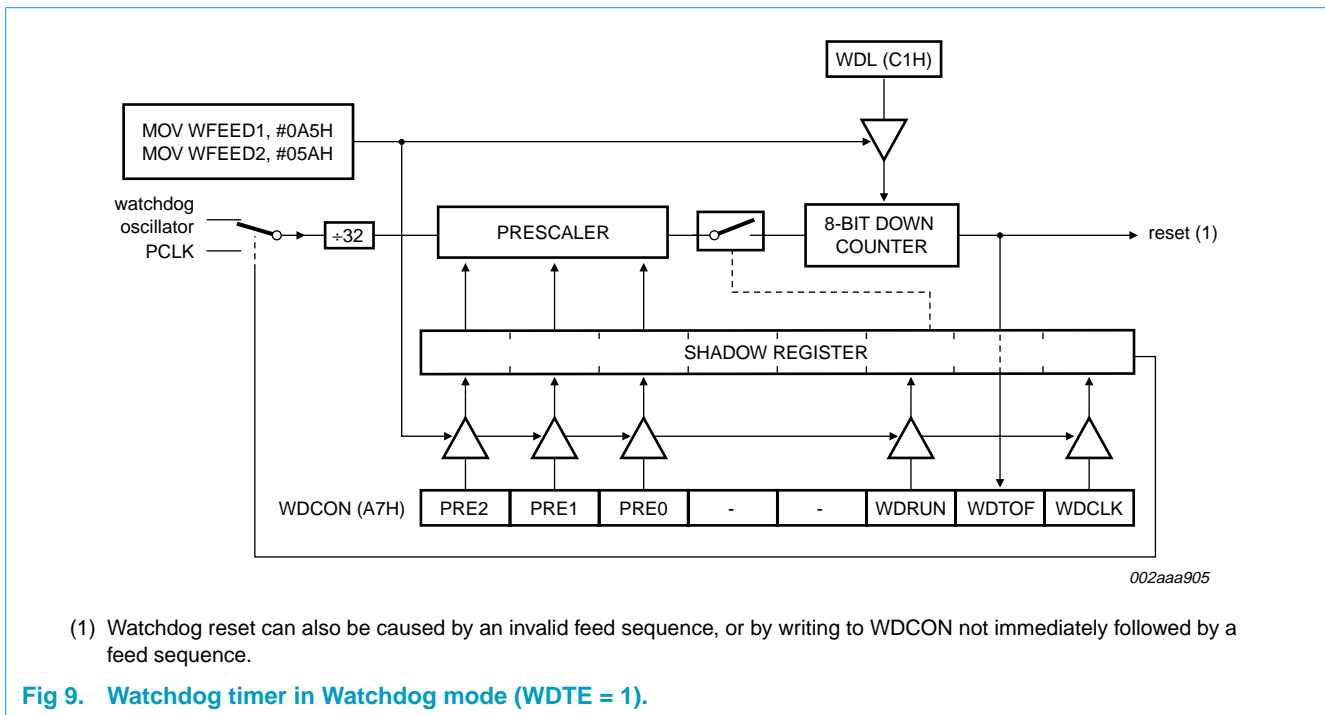 WDL (C1H)
MOV WFEED1, #0A5H
MOV WFEED2, #05AH
watchdog
oscillator
PCLK
÷32
PRESCALER
8-BIT DOWN
COUNTER
reset (1)
SHADOW REGISTER
WDCON (A7H)
PRE2
PRE1
PRE0
-
-
WDRUN
WDTOF
WDCLK
002aaa905
(1) Watchdog reset can also be caused by an invalid feed sequence, or by writing to WDCON not immediately followed by a
feed sequence.
Fig 9. Watchdog timer in Watchdog mode (WDTE = 1).